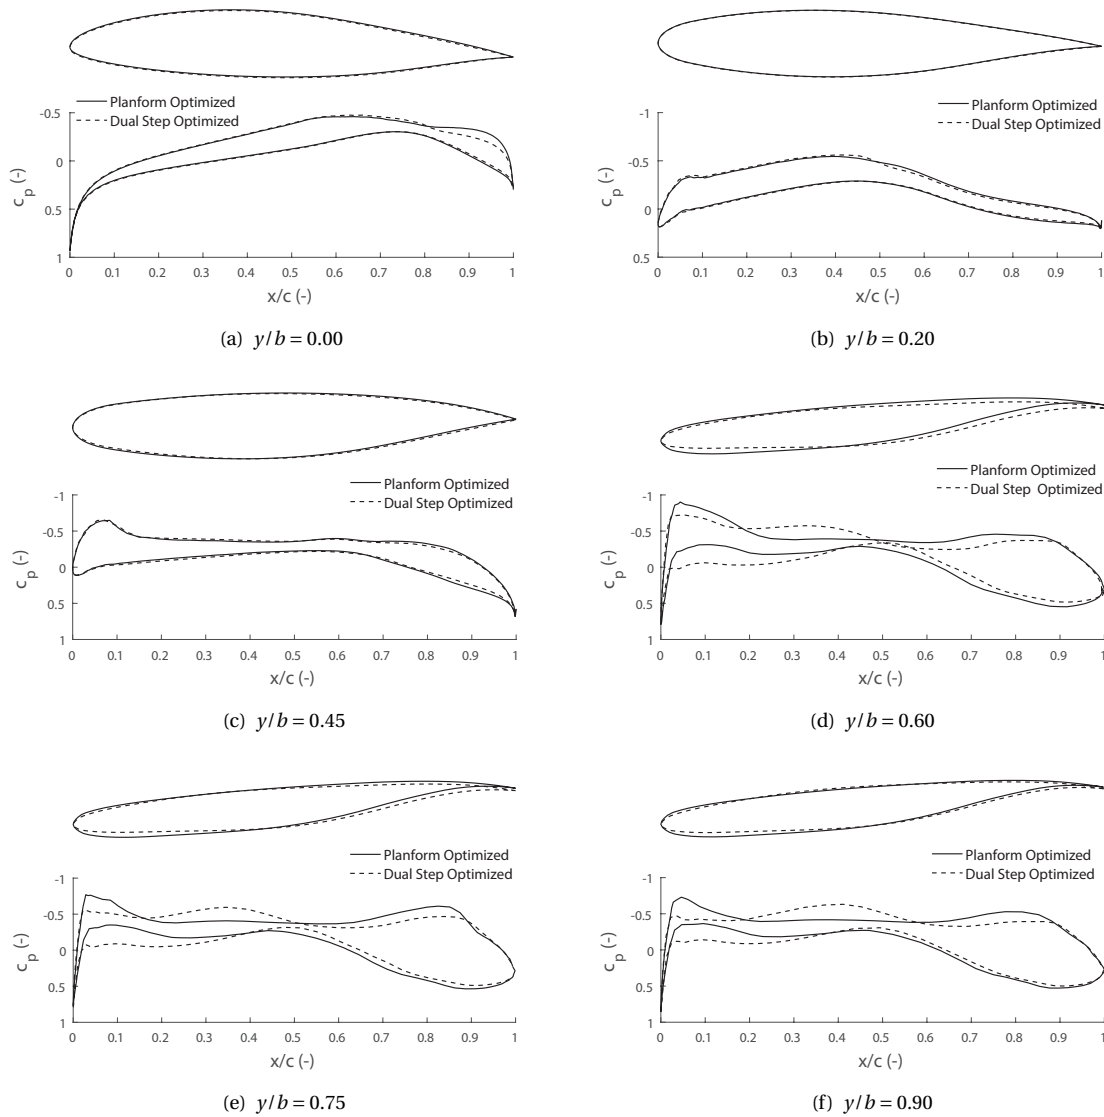 -0.5
0
0.5
1
c_p (-)
Planform Optimized
Dual Step Optimized
0 0.1 0.2 0.3 0.4 0.5 0.6 0.7 0.8 0.9 1
x/c (-)
(a) y/b = 0.00
-1
-0.5
0
0.5
c_p (-)
Planform Optimized
Dual Step Optimized
0 0.1 0.2 0.3 0.4 0.5 0.6 0.7 0.8 0.9 1
x/c (-)
(b) y/b = 0.20
-1
-0.5
0
0.5
1
c_p (-)
Planform Optimized
Dual Step Optimized
0 0.1 0.2 0.3 0.4 0.5 0.6 0.7 0.8 0.9 1
x/c (-)
(c) y/b = 0.45
-1
-0.5
0
0.5
1
c_p (-)
Planform Optimized
Dual Step Optimized
0 0.1 0.2 0.3 0.4 0.5 0.6 0.7 0.8 0.9 1
x/c (-)
(d) y/b = 0.60
-1
-0.5
0
0.5
1
c_p (-)
Planform Optimized
Dual Step Optimized
0 0.1 0.2 0.3 0.4 0.5 0.6 0.7 0.8 0.9 1
x/c (-)
(e) y/b = 0.75
-1
-0.5
0
0.5
1
c_p (-)
Planform Optimized
Dual Step Optimized
0 0.1 0.2 0.3 0.4 0.5 0.6 0.7 0.8 0.9 1
x/c (-)
(f) y/b = 0.90